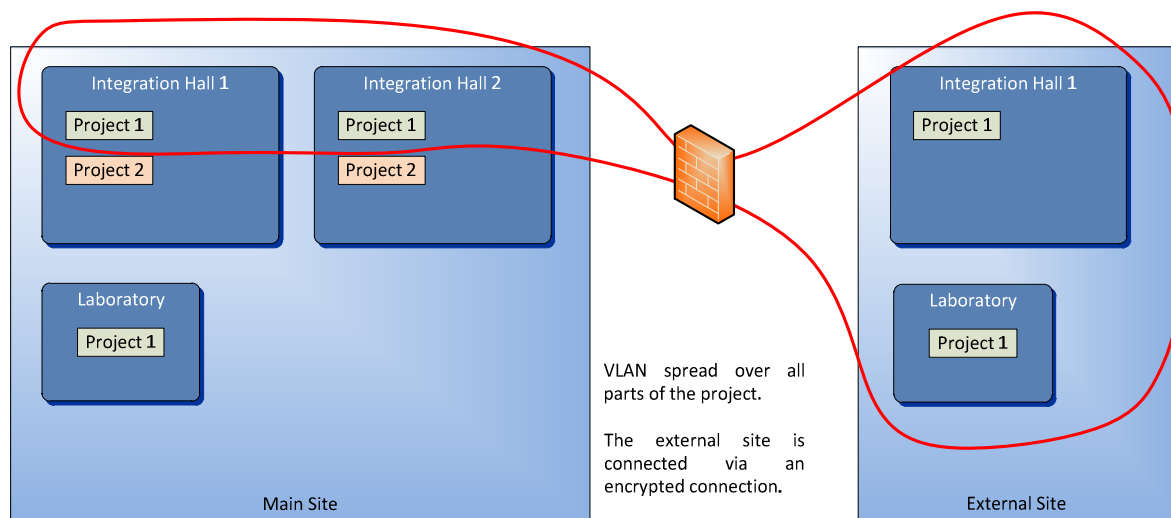 Integration Hall 1
Project 1
Project 2
Integration Hall 2
Project 1
Project 2
Laboratory
Project 1
Main Site
VLAN spread over all
parts of the project.
The external site is
connected via an
encrypted connection.
Integration Hall 1
Project 1
Laboratory
Project 1
External Site